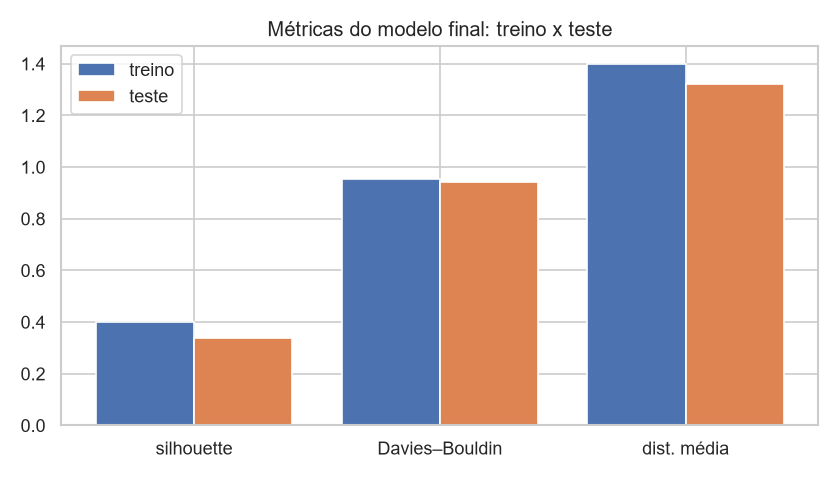 Métricas do modelo final: treino x teste
treino
teste
1.4
1.2
1.0
0.8
0.6
0.4
0.2
0.0
silhouette
Davies–Bouldin
dist. média